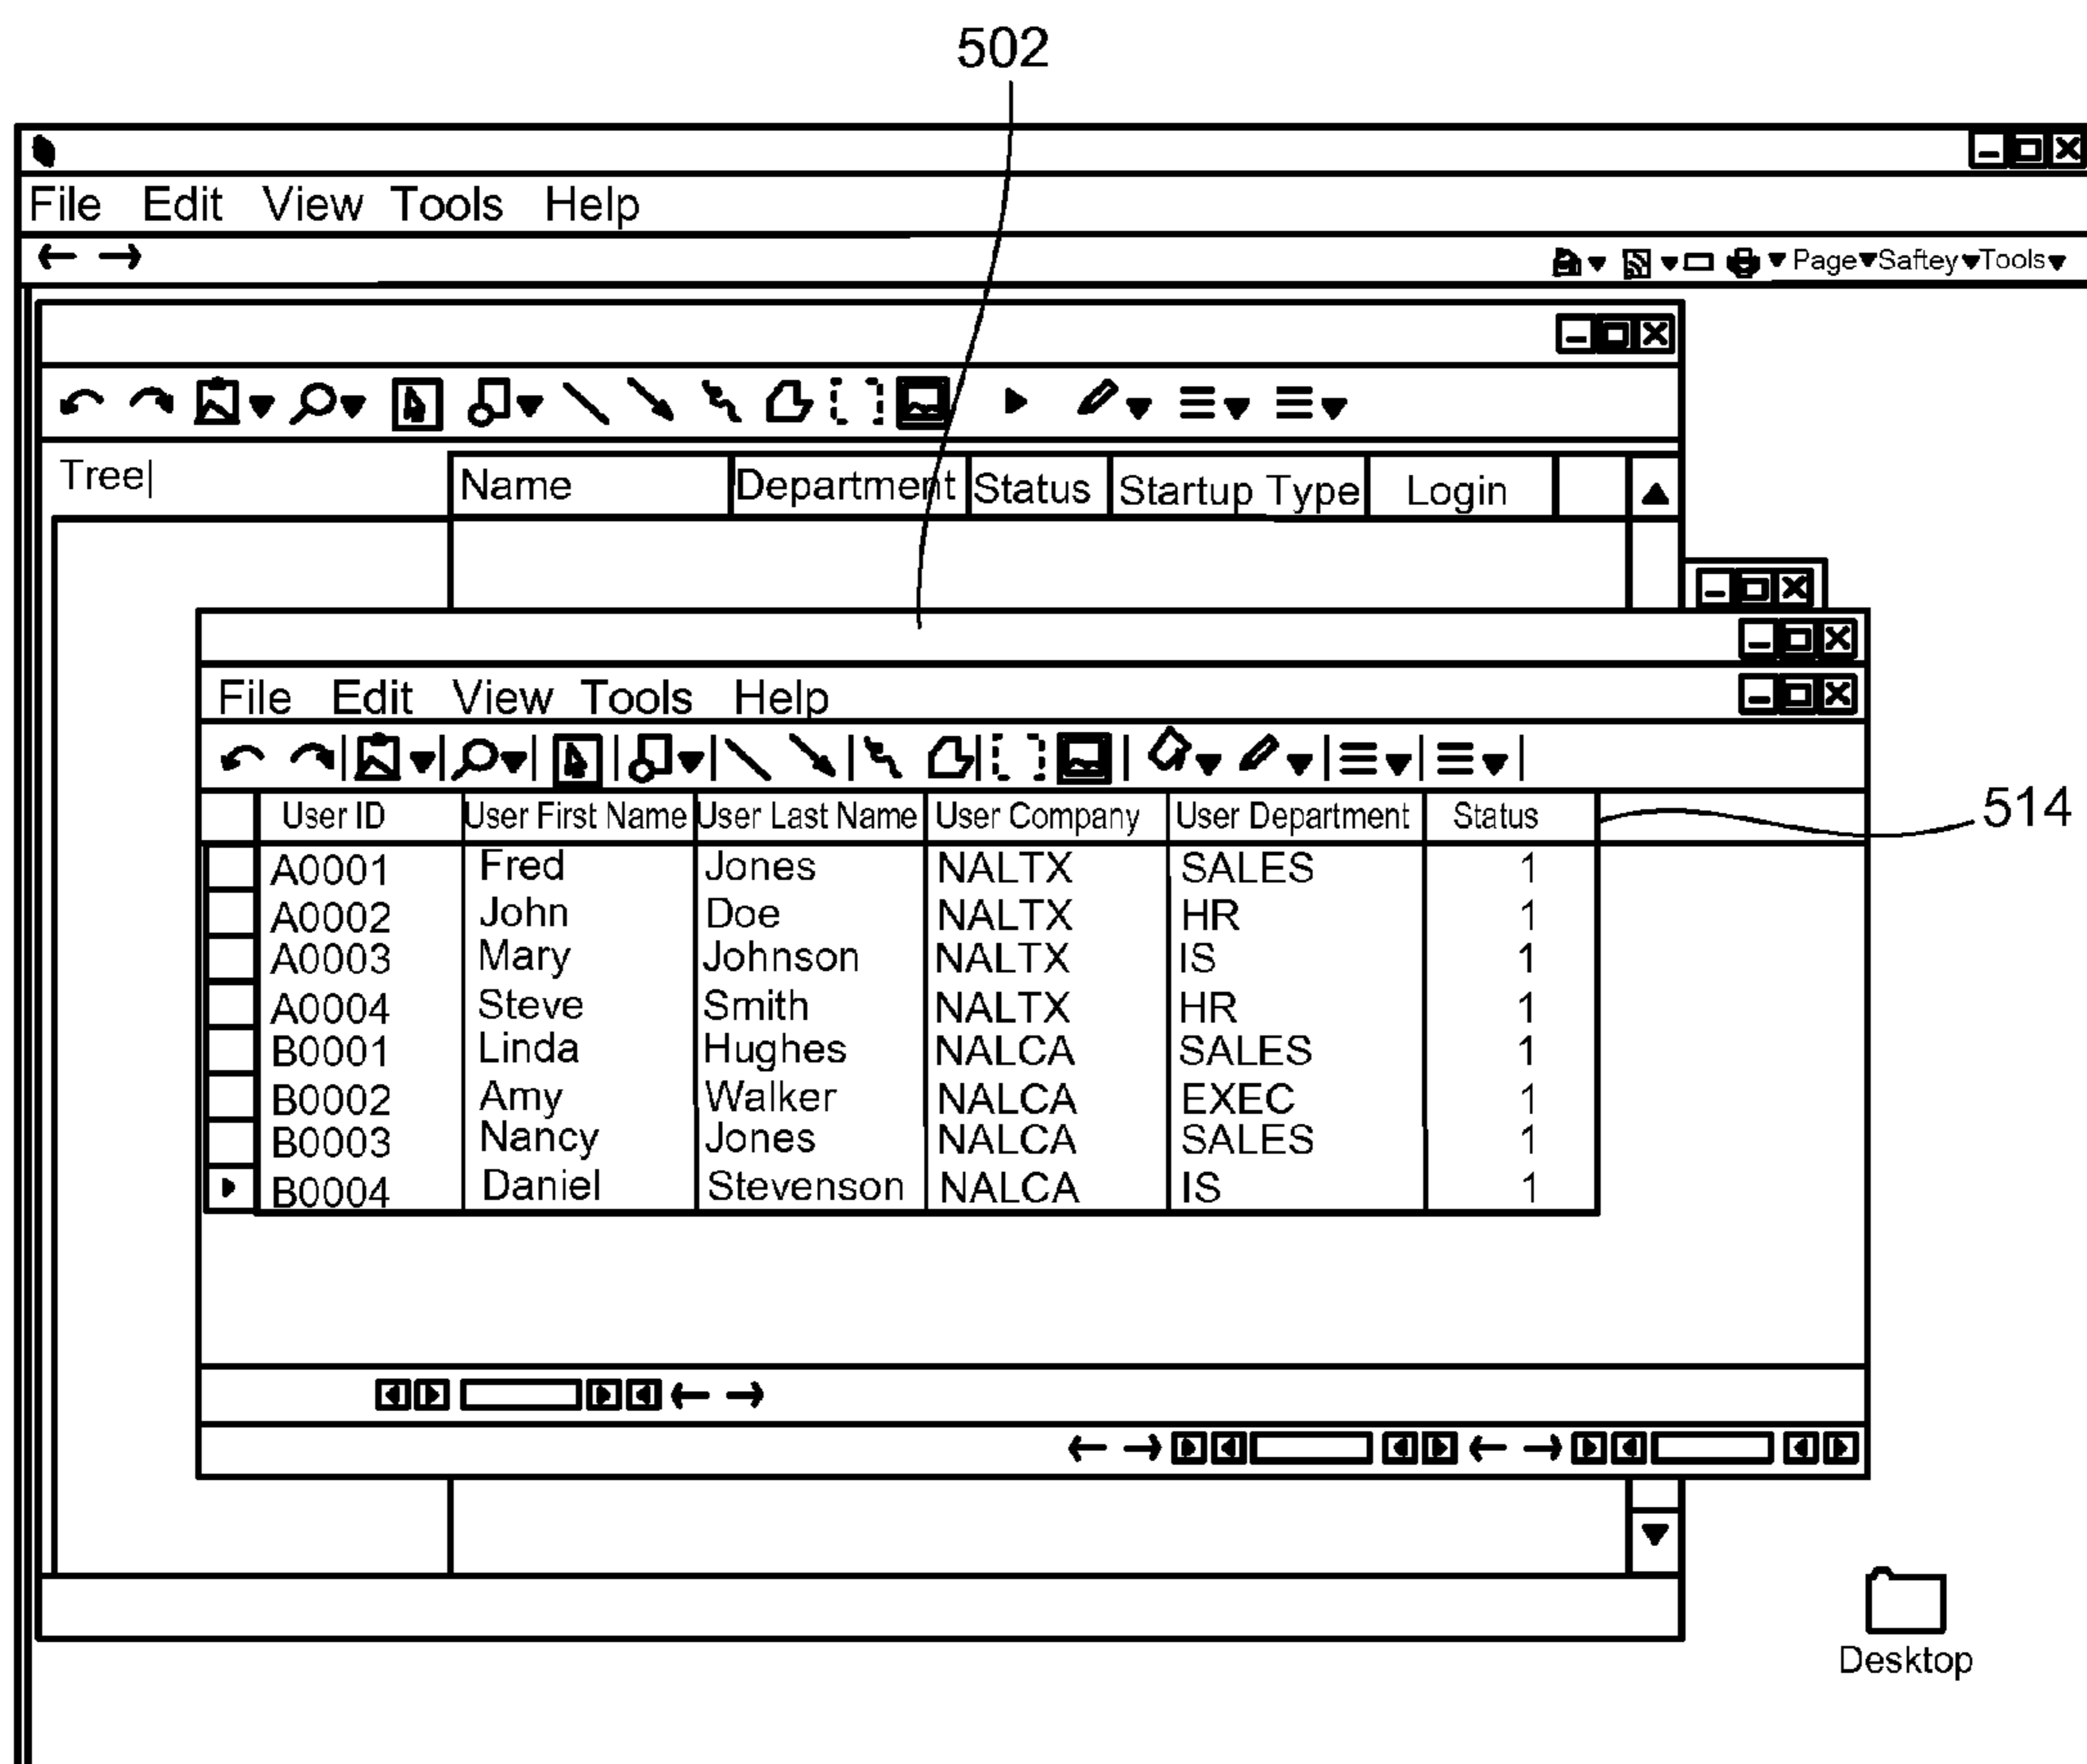 502
File Edit View Tools Help
Page Saftey Tools
Tree
Name Department Status Startup Type Login
File Edit View Tools Help
User ID User First Name User Last Name User Company User Department Status
514
A0001 Fred Jones NALTX SALES 1
A0002 John Doe NALTX HR 1
A0003 Mary Johnson NALTX IS 1
A0004 Steve Smith NALTX HR 1
B0001 Linda Hughes NALCA SALES 1
B0002 Amy Walker NALCA EXEC 1
B0003 Nancy Jones NALCA SALES 1
B0004 Daniel Stevenson NALCA IS 1
Desktop